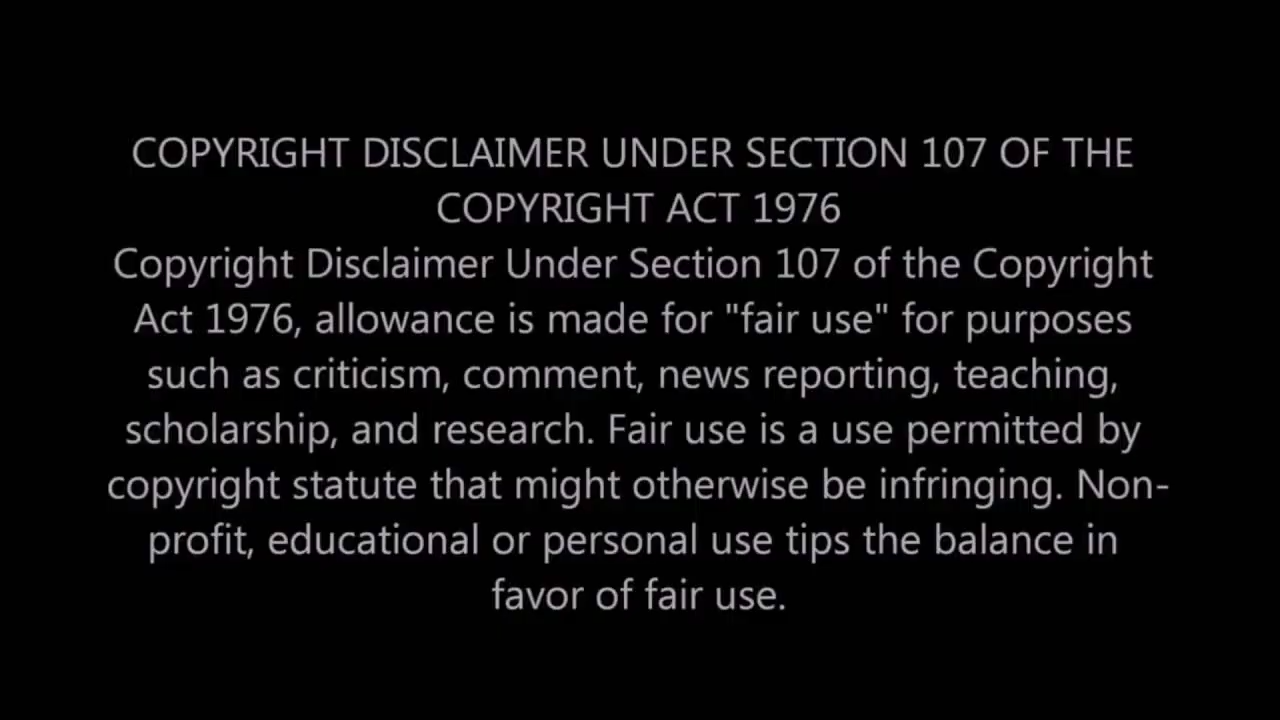 COPYRIGHT DISCLAIMER UNDER SECTION 107 OF THE
COPYRIGHT ACT 1976
Copyright Disclaimer Under Section 107 of the Copyright
Act 1976, allowance is made for "fair use" for purposes
such as criticism, comment, news reporting, teaching,
scholarship, and research. Fair use is a use permitted by
copyright statute that might otherwise be infringing. Non-
profit, educational or personal use tips the balance in
favor of fair use.